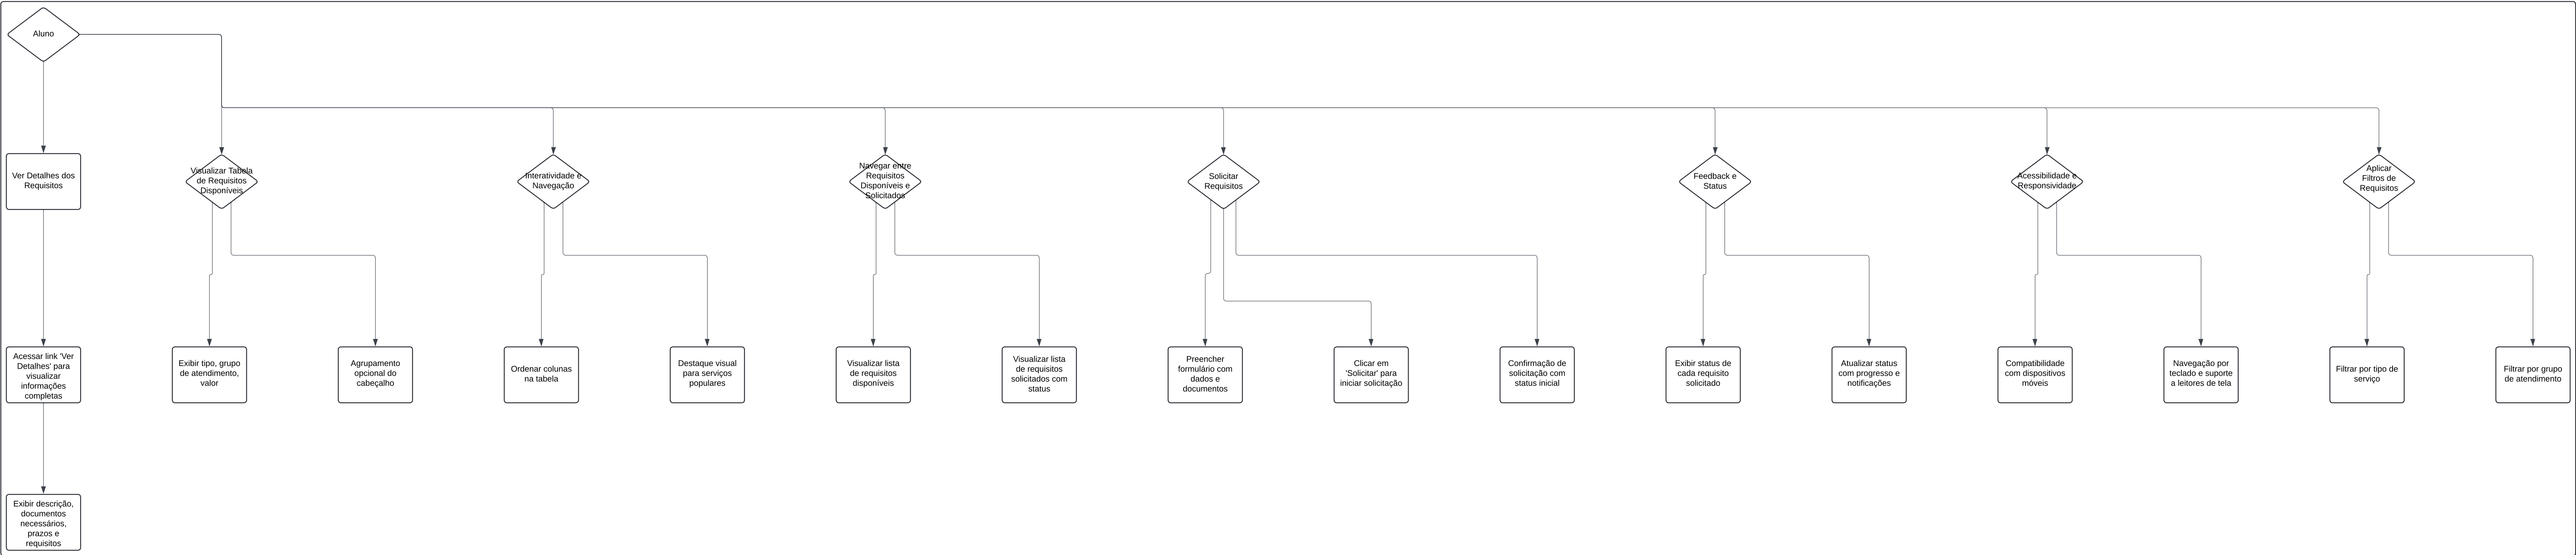 Aluno
Ver Detalhes dos
Requisitos
Visualizar Tabela
de Requisitos
Disponíveis
Interatividade e
Navegação
Navegar entre
Requisitos
Disponíveis e
Solicitados
Solicitar
Requisitos
Feedback e
Status
Acessibilidade e
Responsividade
Aplicar
Filtros de
Requisitos
Acessar link 'Ver
Detalhes' para
visualizar
informações
completas
Exibir tipo, grupo
de atendimento,
valor
Agrupamento
opcional do
cabeçalho
Ordenar colunas
na tabela
Destaque visual
para serviços
populares
Visualizar lista
de requisitos
disponíveis
Visualizar lista
de requisitos
solicitados com
status
Preencher
formulário com
dados e
documentos
Clicar em
'Solicitar' para
iniciar solicitação
Confirmação de
solicitação com
status inicial
Exibir status de
cada requisito
solicitado
Atualizar status
com progresso e
notificações
Compatibilidade
com dispositivos
móveis
Navegação por
teclado e suporte
a leitores de tela
Filtrar por tipo de
serviço
Filtrar por grupo
de atendimento
Exibir descrição,
documentos
necessários,
prazos e
requisitos